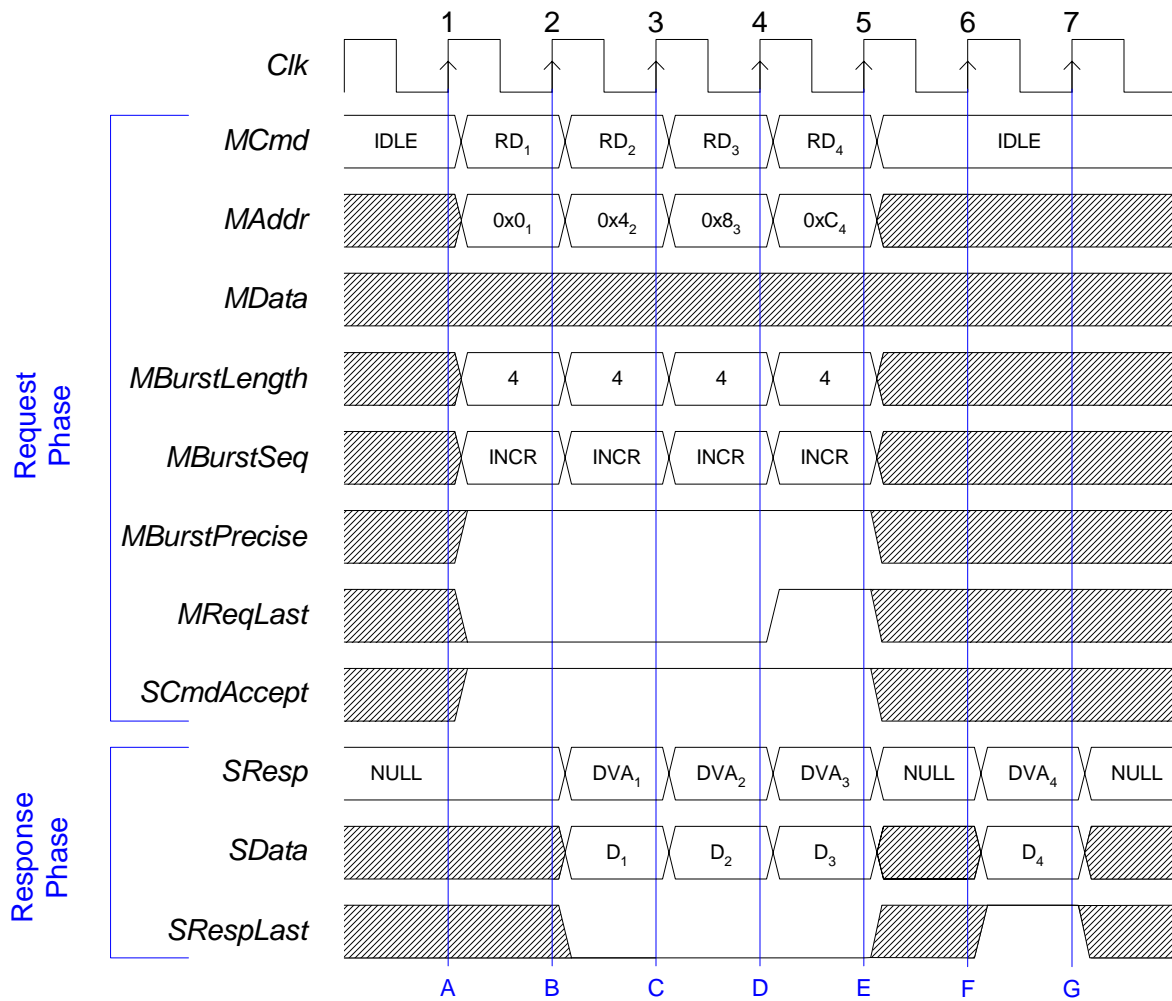 1 2 3 4 5 6 7
Clk
MCmd IDLE RD₁ RD₂ RD₃ RD₄ IDLE
MAddr 0x0₁ 0x4₂ 0x8₃ 0xC₄
MData
MBurstLength 4 4 4 4
MBurstSeq INCR INCR INCR INCR
MBurstPrecise
MReqLast
SCmdAccept
Request
Phase
SResp NULL DVA₁ DVA₂ DVA₃ NULL DVA₄ NULL
SData D₁ D₂ D₃ D₄
SRespLast
Response
Phase
A B C D E F G